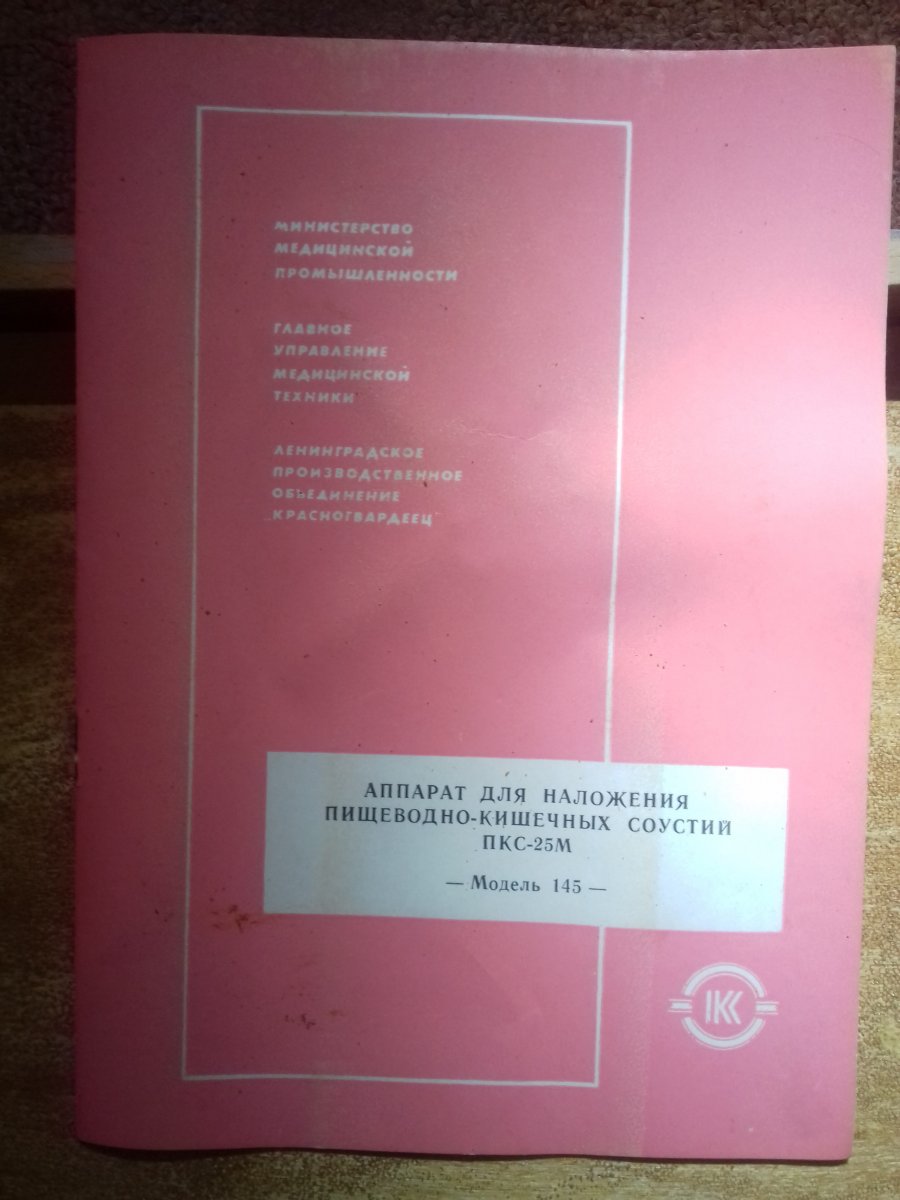 МИНИСТЕРСТВО
МЕДИЦИНСКОЙ
ПРОМЫШЛЕННОСТИ
ГЛАВНОЕ
УПРАВЛЕНИЕ
МЕДИЦИНСКОЙ
ТЕХНИКИ
ЛЕНИНГРАДСКОЕ
ПРОИЗВОДСТВЕННОЕ
ОБЪЕДИНЕНИЕ
„КРАСНОГВАРДЕЕЦ"
АППАРАТ ДЛЯ НАЛОЖЕНИЯ
ПИЩЕВОДНО-КИШЕЧНЫХ СОУСТИЙ
ПКС-25М
— Модель 145 —